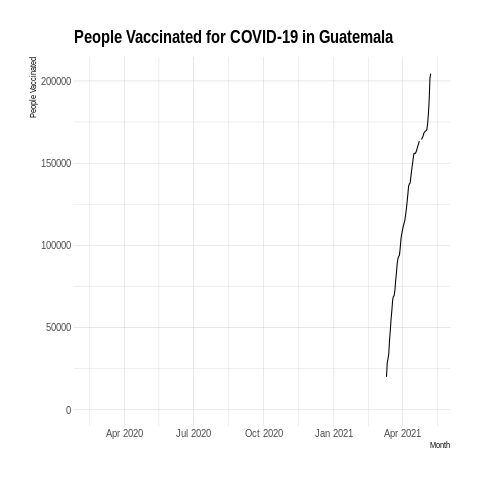 People Vaccinated for COVID-19 in Guatemala
People Vaccinated
200000
150000
100000
50000
0
Apr 2020 Jul 2020 Oct 2020 Jan 2021 Apr 2021
Month